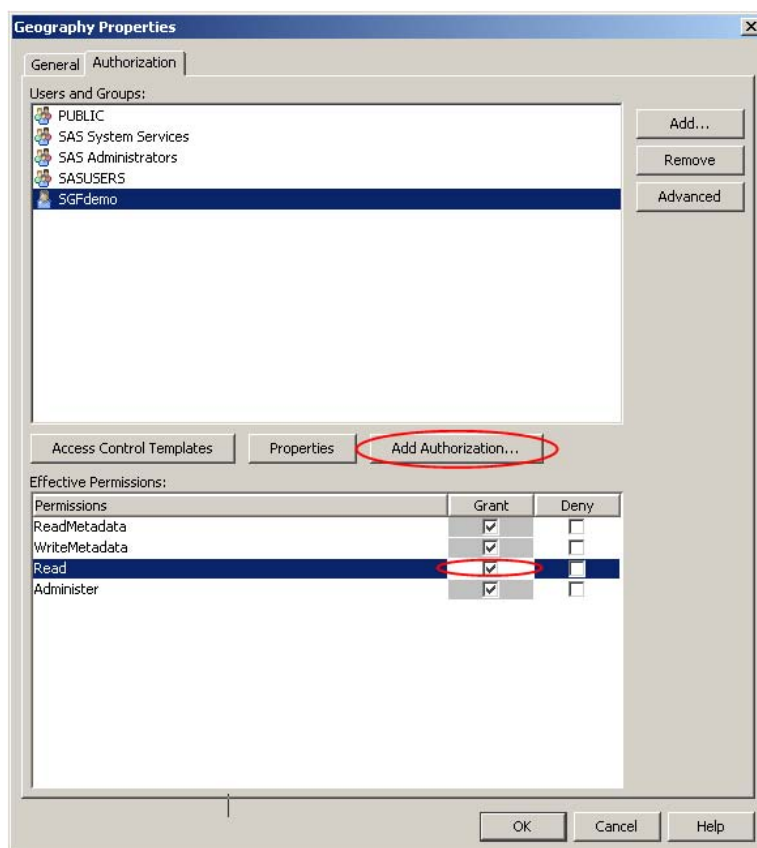 Geography Properties
General Authorization
Users and Groups:
PUBLIC
SAS System Services
SAS Administrators
SASUSERS
SGFdemo
Add...
Remove
Advanced
Access Control Templates Properties Add Authorization...
Effective Permissions:
Permissions Grant Deny
ReadMetadata
WriteMetadata
Read
Administer
OK Cancel Help